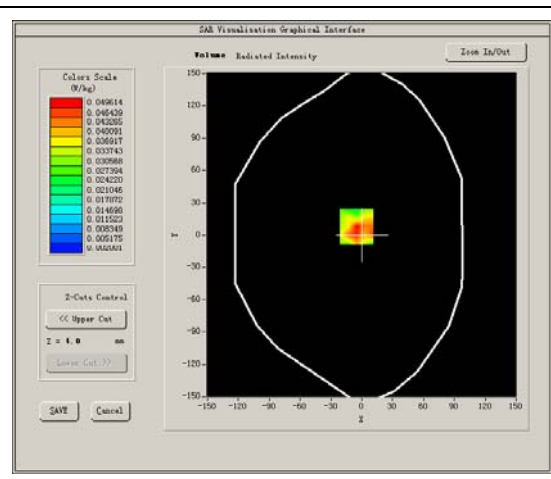 SAR Visualisation Graphical Interface
Volume Radiated Intensity
Zoom In/Out
Colors Scale
(W/kg)
0.049614
0.046439
0.043265
0.040091
0.036917
0.033743
0.030568
0.027394
0.024220
0.021046
0.017872
0.014698
0.011523
0.008349
0.005175
0.002001
150
120
90
60
30
0
-30
-60
-90
-120
-150
Y
-150 -120 -90 -60 -30 0 30 60 90 120 150
X
Z-Cuts Control
<< Upper Cut
Z = 4.0 mm
Lower Cut >>
SAVE Cancel